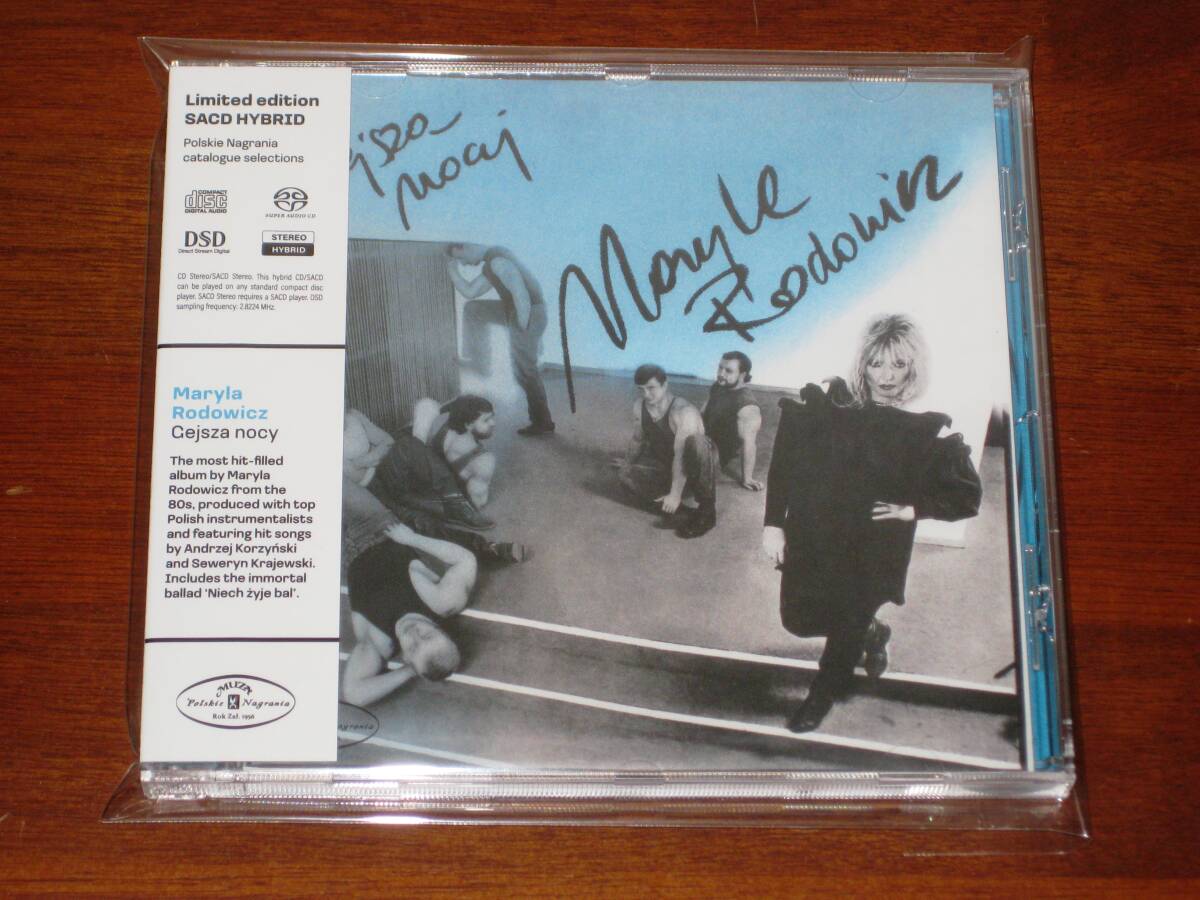 Limited edition
SACD HYBRID
Polskie Nagrania
catalogue selections
COMPACT
disc
DIGITAL AUDIO
SUPER AUDIO CD
DSD
Direct Stream Digital
STEREO
HYBRID
CD Stereo/SACD Stereo. This hybrid CD/SACD
can be played on any standard compact disc
player. SACD Stereo requires a SACD player. DSD
sampling frequency: 2.8224 MHz.
Maryla
Rodowicz
Gejsza nocy
The most hit-filled
album by Maryla
Rodowicz from the
80s, produced with top
Polish instrumentalists
and featuring hit songs
by Andrzej Korzyński
and Seweryn Krajewski.
Includes the immortal
ballad ‘Niech żyje bal’.
MUZA
Polskie Nagrania
Rok Zał. 1956
jsza
nocy
Maryla
Rodowicz
agrania